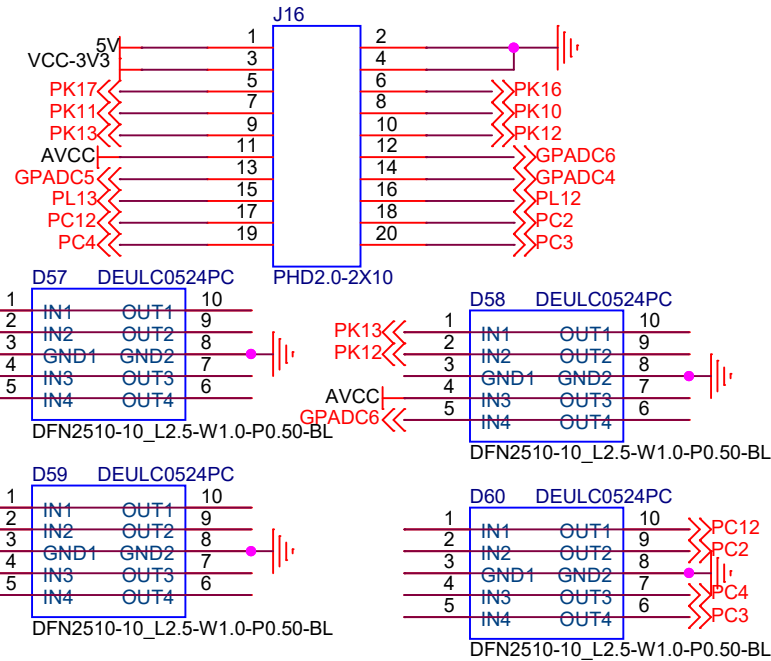 J16
5V 1 2
VCC-3V3 3 4
PK17 5 6 PK16
PK11 7 8 PK10
PK13 9 10 PK12
AVCC 11 12 GPADC6
GPADC5 13 14 GPADC4
PL13 15 16 PL12
PC12 17 18 PC2
PC4 19 20 PC3
PHD2.0-2X10
D57 DEULC0524PC
1 IN1 OUT1 10
2 IN2 OUT2 9
3 GND1 GND2 8
4 IN3 OUT3 7
5 IN4 OUT4 6
DFN2510-10_L2.5-W1.0-P0.50-BL
D58 DEULC0524PC
PK13 1 IN1 OUT1 10
PK12 2 IN2 OUT2 9
3 GND1 GND2 8
AVCC 4 IN3 OUT3 7
GPADC6 5 IN4 OUT4 6
DFN2510-10_L2.5-W1.0-P0.50-BL
D59 DEULC0524PC
1 IN1 OUT1 10
2 IN2 OUT2 9
3 GND1 GND2 8
4 IN3 OUT3 7
5 IN4 OUT4 6
DFN2510-10_L2.5-W1.0-P0.50-BL
D60 DEULC0524PC
1 IN1 OUT1 10 PC12
2 IN2 OUT2 9 PC2
3 GND1 GND2 8
4 IN3 OUT3 7 PC4
5 IN4 OUT4 6 PC3
DFN2510-10_L2.5-W1.0-P0.50-BL